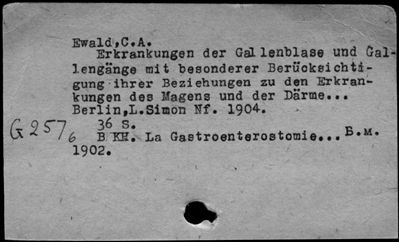 Ewald,C.A.
Erkrankungen der Gallenblase und Gal-
lengänge mit besonderer Berücksichti-
gung ihrer Beziehungen zu den Erkran-
kungen des Magens und der Därme...
Berlin,L.Simon Nf. 1904.
36 S.
G 257₆ B KH. La Gastroenterostomie... B.M.
1902.